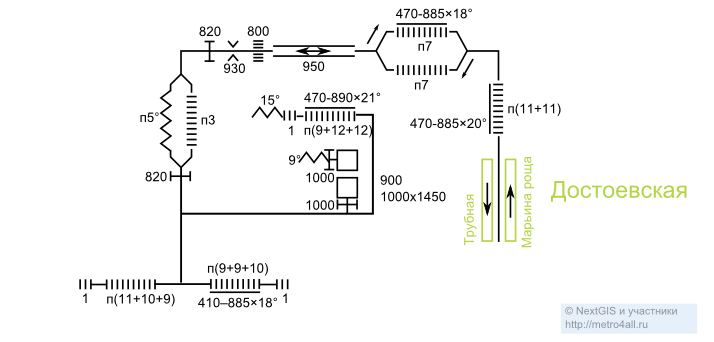 470-885×18°
820
800
930
950
п7
п7
п5°
п3
15°
470-890×21°
1
п(9+12+12)
470-885×20°
п(11+11)
9°
1000
820
1000
900
1000x1450
Трубная
Марьина роща
Достоевская
п(9+9+10)
1
п(11+10+9)
410–885×18°
1
© NextGIS и участники
http://metro4all.ru